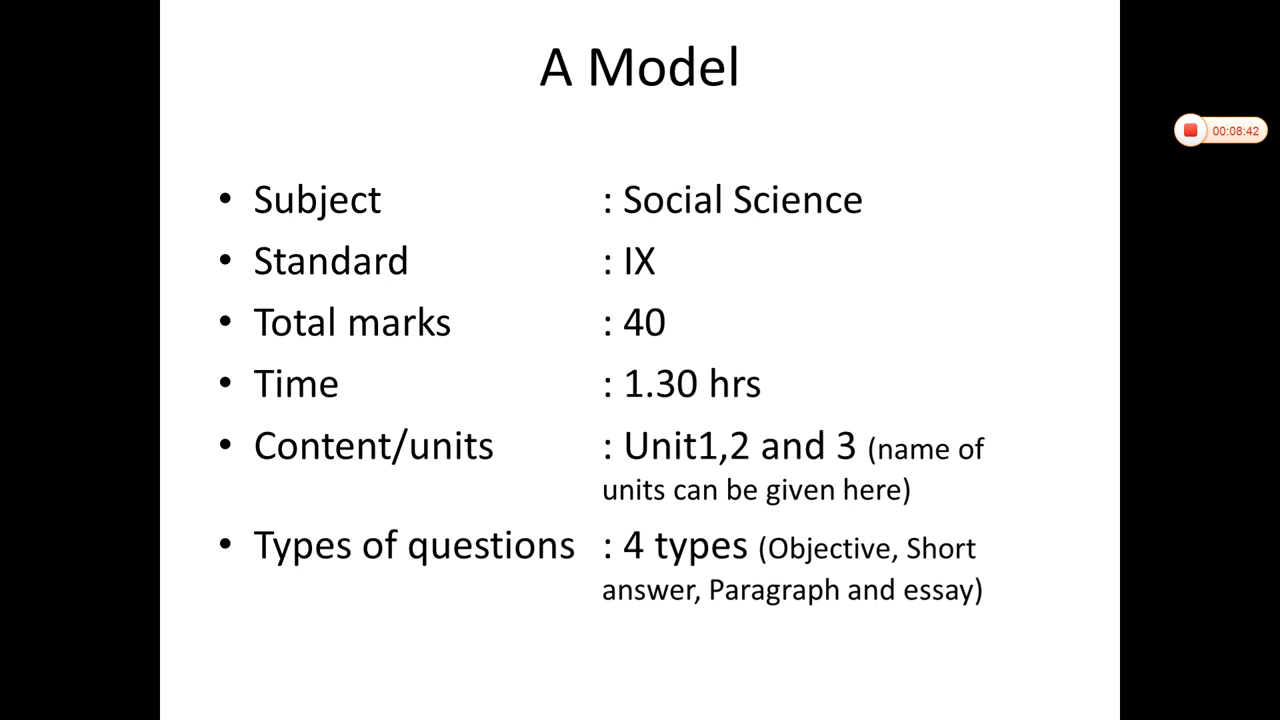 A Model
00:08:42
• Subject : Social Science
• Standard : IX
• Total marks : 40
• Time : 1.30 hrs
• Content/units : Unit1,2 and 3 (name of
units can be given here)
• Types of questions : 4 types (Objective, Short
answer, Paragraph and essay)